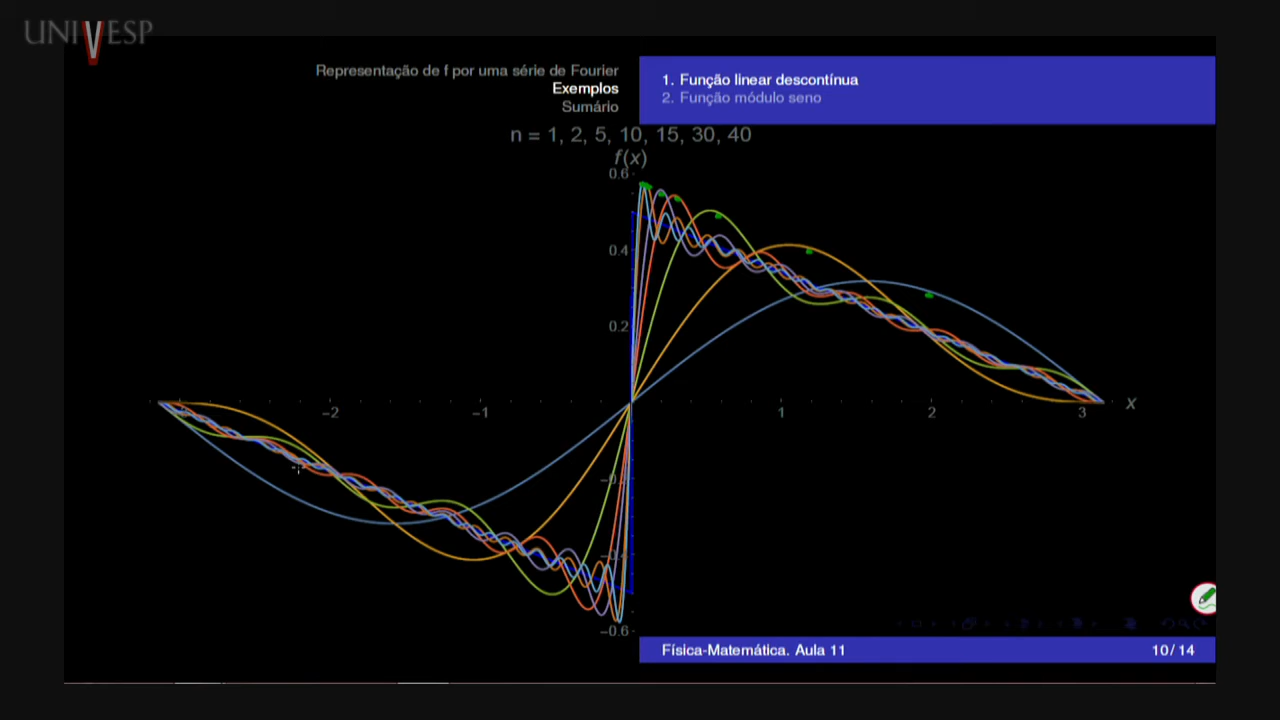 UNIVESP
Representação de f por uma série de Fourier
Exemplos
Sumário
1. Função linear descontínua
2. Função módulo seno
n = 1, 2, 5, 10, 15, 30, 40
f(x)
0.6
0.4
0.2
-2 -1 1 2 3 x
-0.6
Física-Matemática. Aula 11
10/14